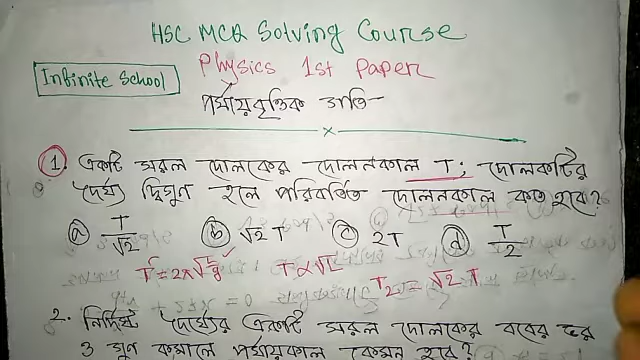 HSC MCQ Solving Course
Infinite School
Physics 1st Paper
পর্যায়বৃত্তিক গতি
1. একটি সরল দোলকের দোলনকাল T; দোলকটির
দৈর্ঘ্য দ্বিগুন হলে পরিবর্তিত দোলনকাল কত হবে?
a T/√2 b √2 T c 2T d T/2
T = 2π√(L/g) T ∝ √L T₂ = √2 T
2. নির্দিষ্ট দৈর্ঘ্যের একটি সরল দোলকের ববের ভর
৩ গুন কমালে পর্যায়কাল কেমন হবে?